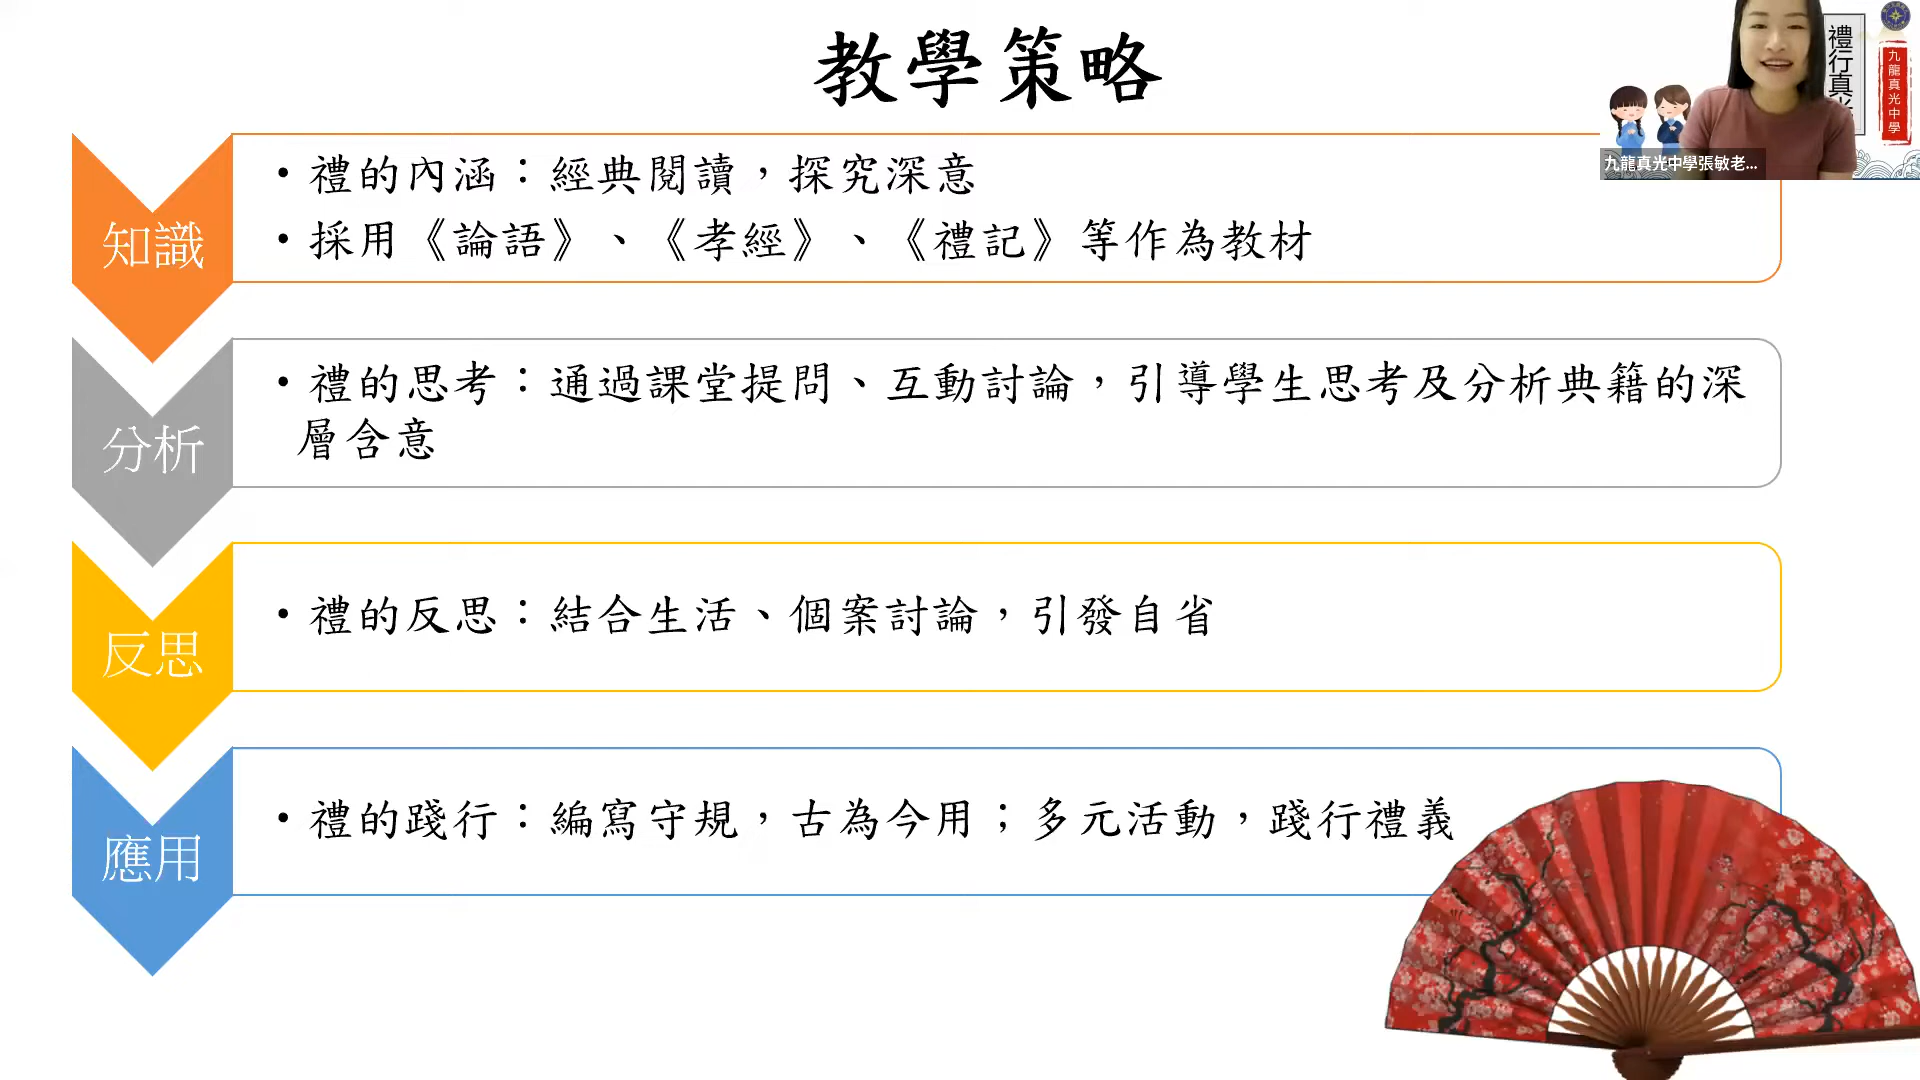 教學策略
知識
• 禮的內涵：經典閱讀，探究深意
• 採用《論語》、《孝經》、《禮記》等作為教材
分析
• 禮的思考：通過課堂提問、互動討論，引導學生思考及分析典籍的深
層含意
反思
• 禮的反思：結合生活、個案討論，引發自省
應用
• 禮的踐行：編寫守規，古為今用；多元活動，踐行禮義
禮行真
九龍真光中學
九龍真光中學張敏老...